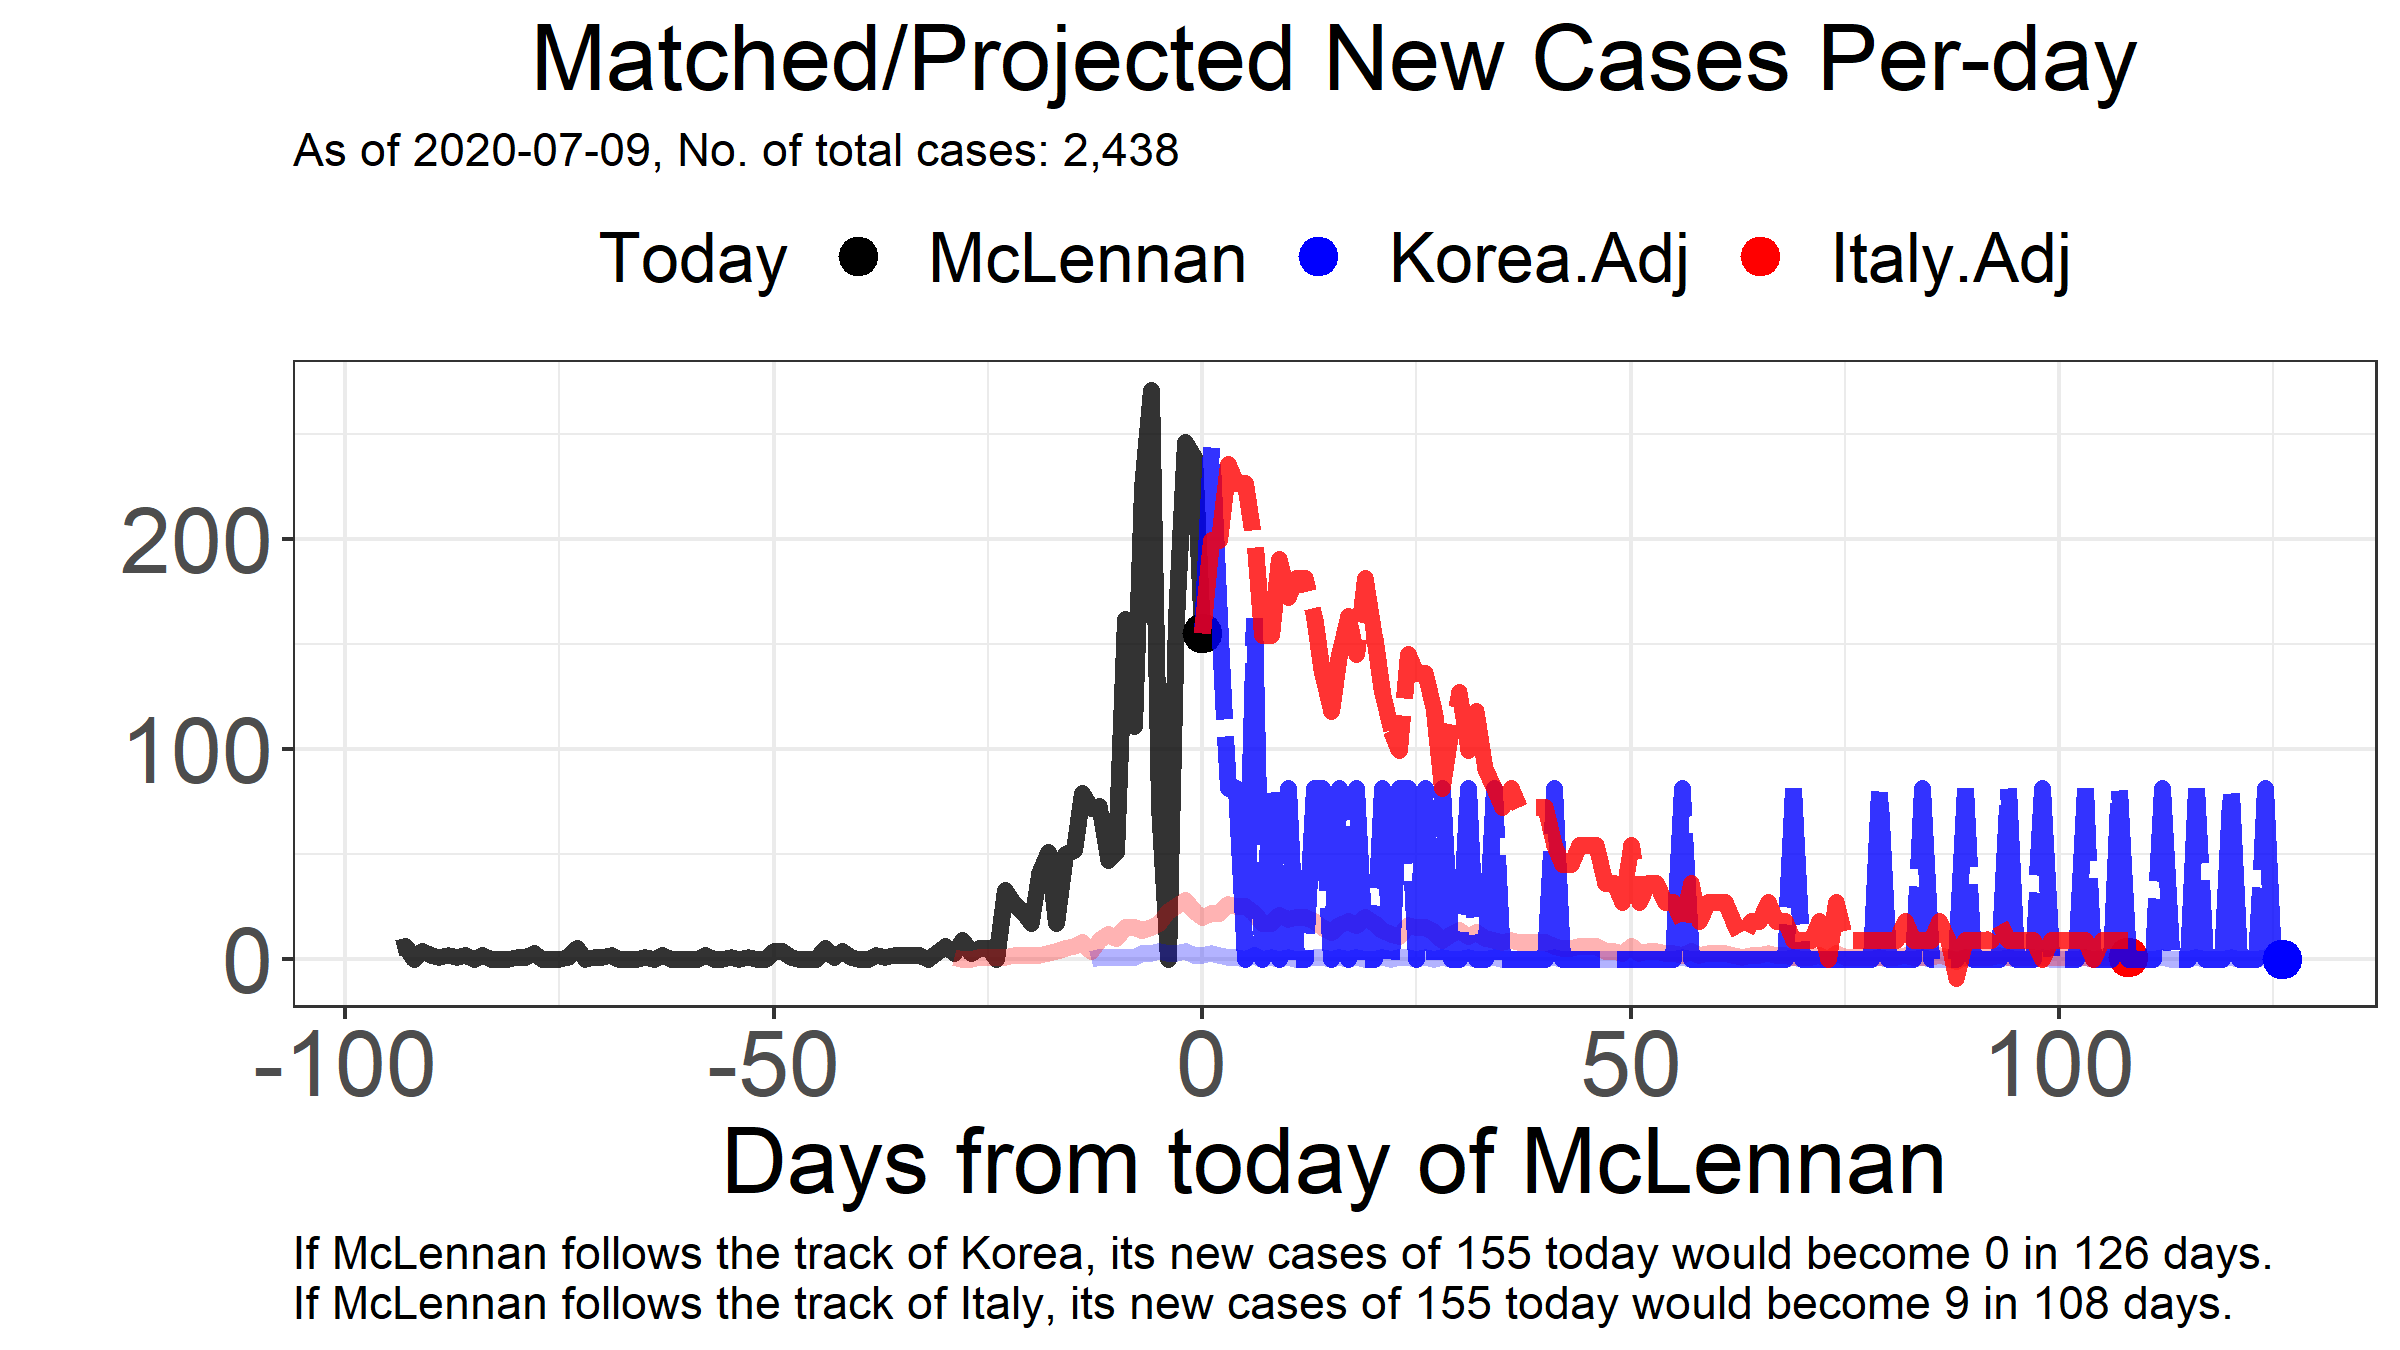 Matched/Projected New Cases Per-day
As of 2020-07-09, No. of total cases: 2,438
Today McLennan Korea.Adj Italy.Adj
200
100
0
-100 -50 0 50 100
Days from today of McLennan
If McLennan follows the track of Korea, its new cases of 155 today would become 0 in 126 days.
If McLennan follows the track of Italy, its new cases of 155 today would become 9 in 108 days.